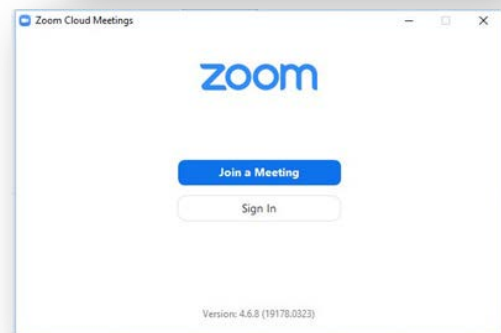 Zoom Cloud Meetings
zoom
Join a Meeting
Sign In
Version: 4.6.8 (19178.0323)